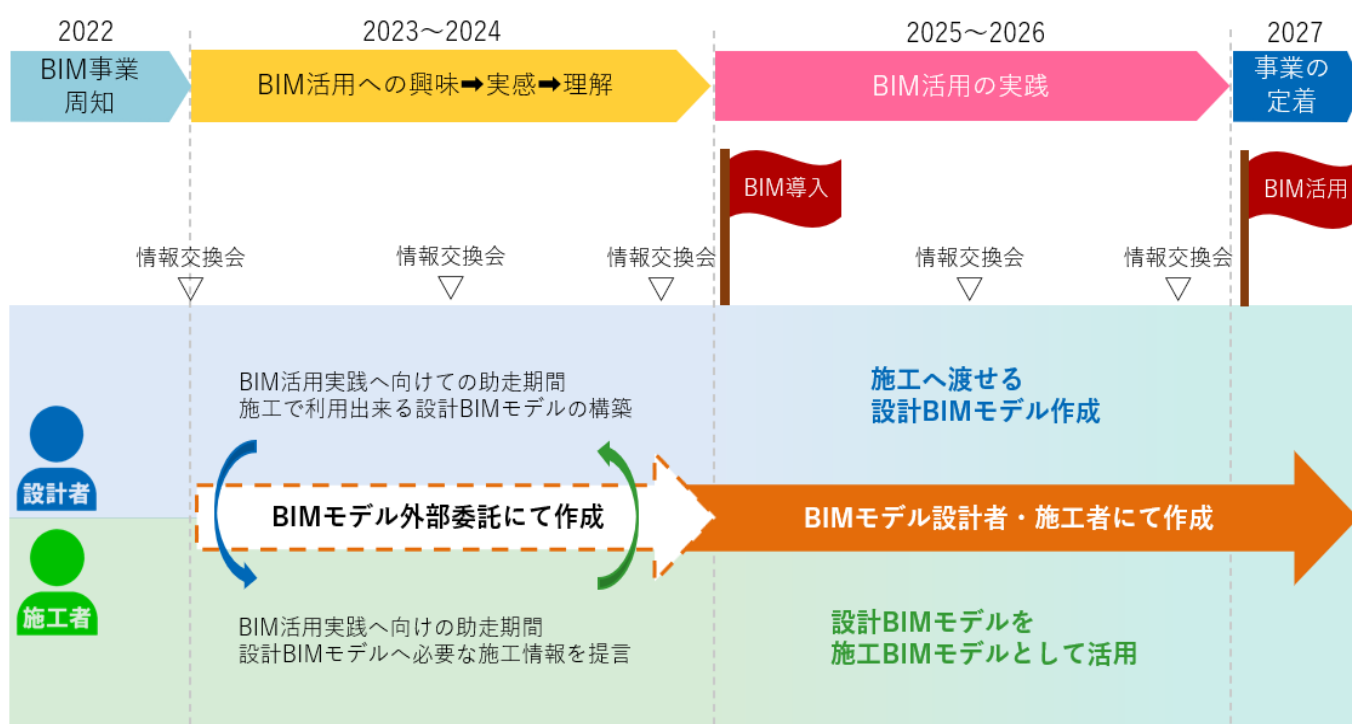 2022
2023～2024
2025～2026
2027
BIM事業
周知
BIM活用への興味➡実感➡理解
BIM活用の実践
事業の
定着
BIM導入
BIM活用
情報交換会
情報交換会
情報交換会
情報交換会
情報交換会
BIM活用実践へ向けての助走期間
施工で利用出来る設計BIMモデルの構築
施工へ渡せる
設計BIMモデル作成
設計者
BIMモデル外部委託にて作成
BIMモデル設計者・施工者にて作成
施工者
BIM活用実践へ向けの助走期間
設計BIMモデルへ必要な施工情報を提言
設計BIMモデルを
施工BIMモデルとして活用